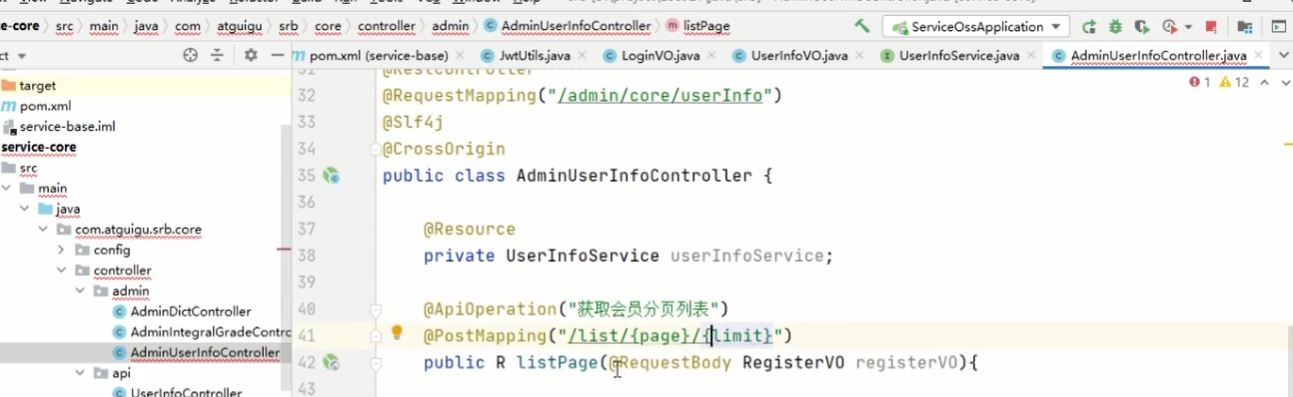 e-core src main java com atguigu srb core controller admin AdminUserInfoController listPage ServiceOssApplication
ct pom.xml (service-base) JwtUtils.java LoginVO.java UserInfoVO.java UserInfoService.java AdminUserInfoController.java
target
pom.xml
service-base.iml
service-core
src
main
java
com.atguigu.srb.core
config
controller
admin
AdminDictController
AdminIntegralGradeContrc
AdminUserInfoController
api
UserInfoController
31 @RestController
32 @RequestMapping("/admin/core/userInfo")
33 @Slf4j
34 @CrossOrigin
35 public class AdminUserInfoController {
36
37 @Resource
38 private UserInfoService userInfoService;
39
40 @ApiOperation("获取会员分页列表")
41 @PostMapping("/list/{page}/{limit}")
42 public R listPage(@RequestBody RegisterVO registerVO){
43
1 12